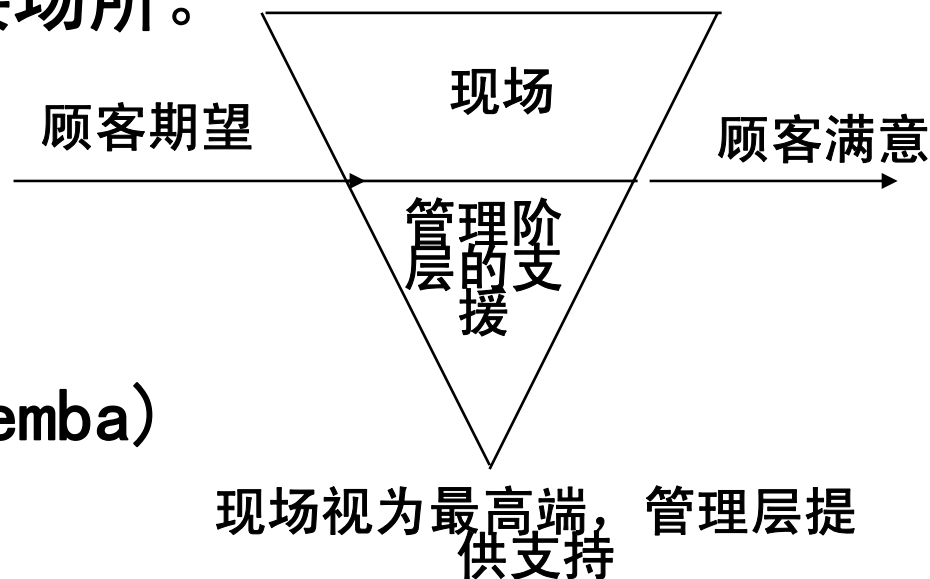 场所。
现场
顾客期望
顾客满意
管理阶
层的支
援
emba)
现场视为最高端，管理层提
供支持